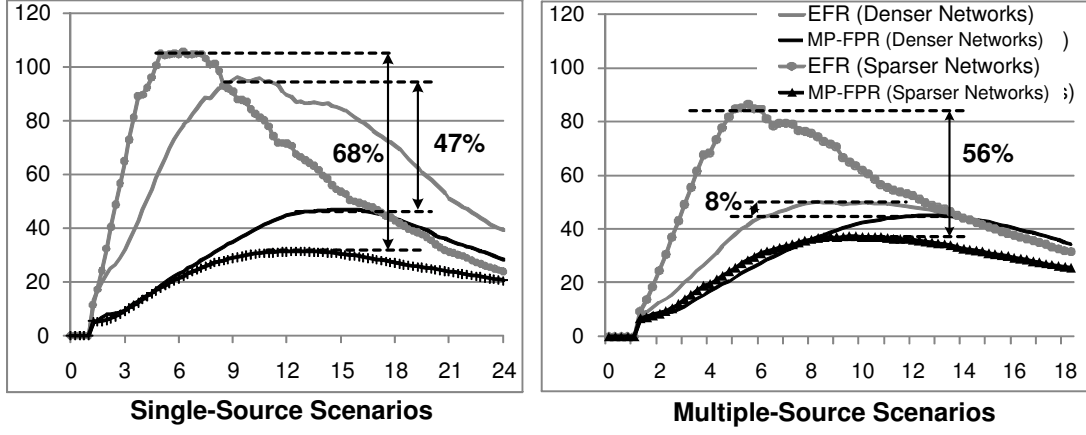 120
100
80
60
40
20
0
68%
47%
0 3 6 9 12 15 18 21 24
Single-Source Scenarios
120
100
80
60
40
20
0
EFR (Denser Networks)
MP-FPR (Denser Networks) )
EFR (Sparser Networks)
MP-FPR (Sparser Networks) s)
56%
8%
0 2 4 6 8 10 12 14 16 18
Multiple-Source Scenarios